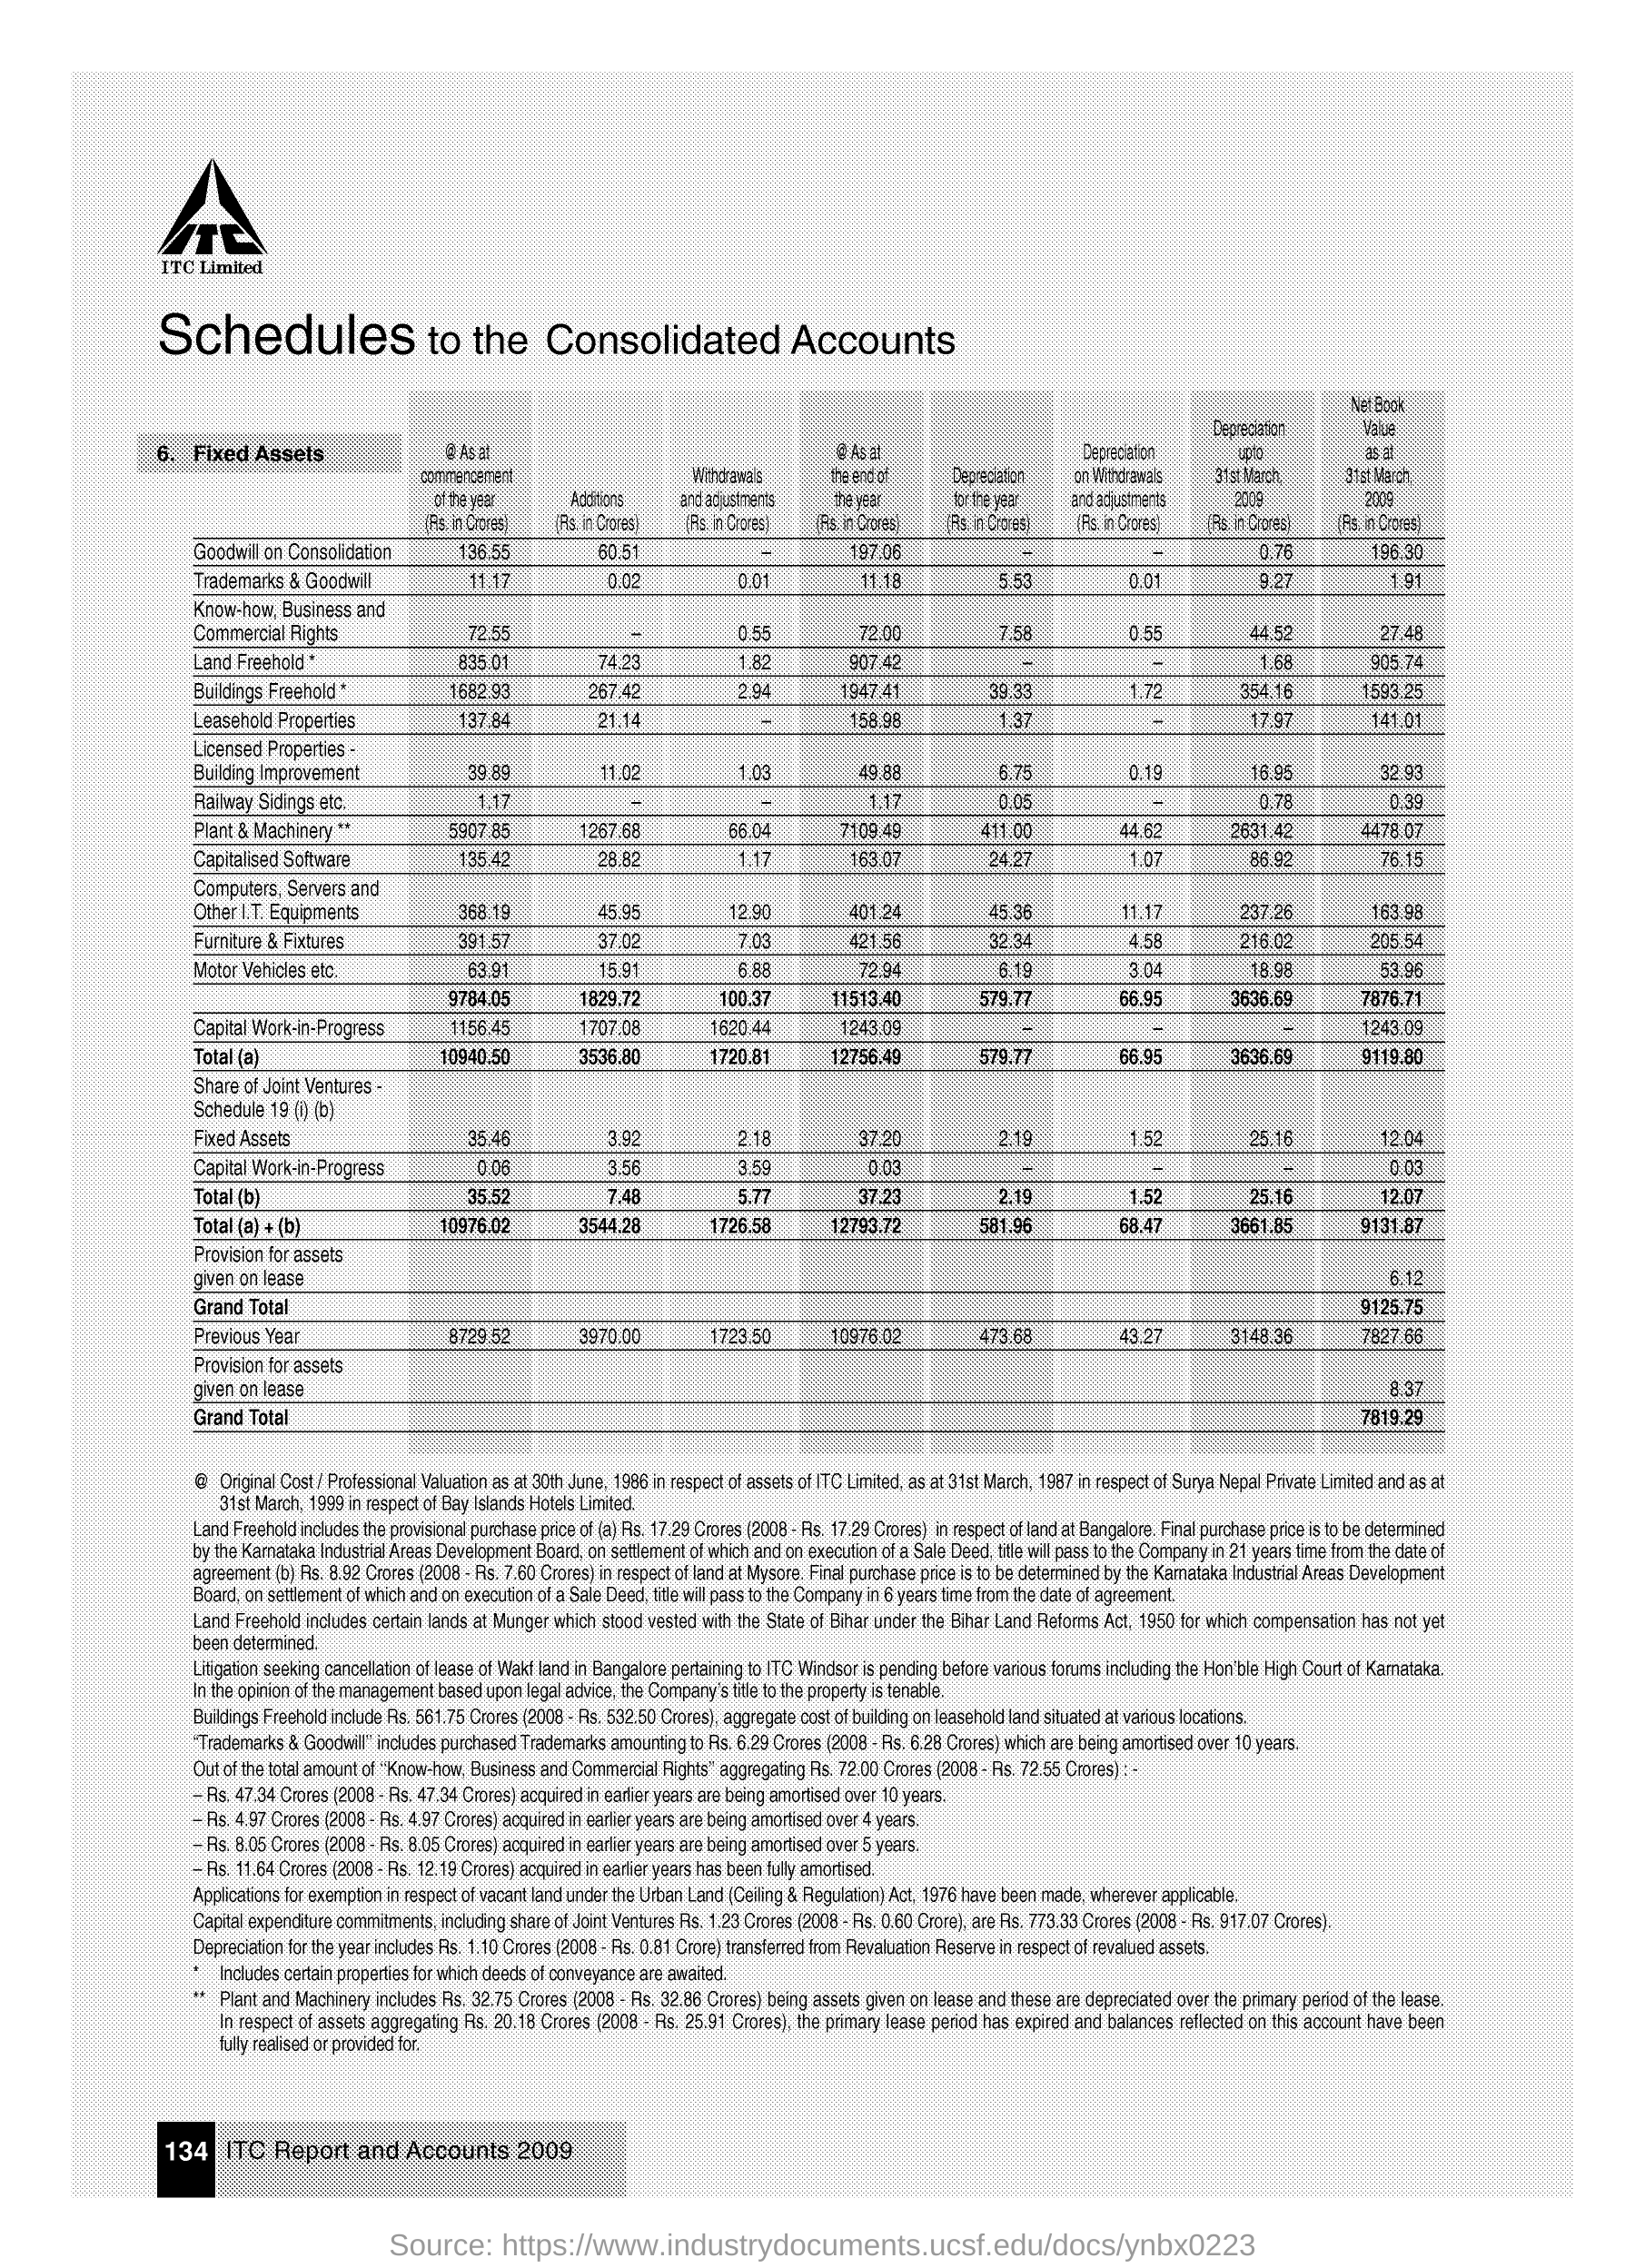 ITC
ITC Limited
Schedules to the Consolidated Accounts
6. Fixed Assets
@ As at commencement of the year (Rs. in Crores)
Additions (Rs. in Crores)
Withdrawals and adjustments (Rs. in Crores)
@ As at the end of the year (Rs. in Crores)
Depreciation for the year (Rs. in Crores)
Depreciation on Withdrawals and adjustments (Rs. in Crores)
Depreciation upto 31st March, 2009 (Rs. in Crores)
Net Book Value as at 31st March, 2009 (Rs. in Crores)
Goodwill on Consolidation 136.55 60.51 – 197.06 – – 0.76 196.30
Trademarks & Goodwill 11.17 0.02 0.01 11.18 5.53 0.01 9.27 1.91
Know-how, Business and
Commercial Rights 72.55 – 0.55 72.00 7.58 0.55 44.52 27.48
Land Freehold * 835.01 74.23 1.82 907.42 – – 1.68 905.74
Buildings Freehold * 1682.93 267.42 2.94 1947.41 39.33 1.72 354.16 1593.25
Leasehold Properties 137.84 21.14 – 158.98 1.37 – 17.97 141.01
Licensed Properties -
Building Improvement 39.89 11.02 1.03 49.88 6.75 0.19 16.95 32.93
Railway Sidings etc. 1.17 – – 1.17 0.05 – 0.78 0.39
Plant & Machinery ** 5907.85 1267.68 66.04 7109.49 411.00 44.62 2631.42 4478.07
Capitalised Software 135.42 28.82 1.17 163.07 24.27 1.07 86.92 76.15
Computers, Servers and
Other I.T. Equipments 368.19 45.95 12.90 401.24 45.36 11.17 237.26 163.98
Furniture & Fixtures 391.57 37.02 7.03 421.56 32.34 4.58 216.02 205.54
Motor Vehicles etc. 63.91 15.91 6.88 72.94 6.19 3.04 18.98 53.96
9784.05 1829.72 100.37 11513.40 579.77 66.95 3636.69 7876.71
Capital Work-in-Progress 1156.45 1707.08 1620.44 1243.09 – – – 1243.09
Total (a) 10940.50 3536.80 1720.81 12756.49 579.77 66.95 3636.69 9119.80
Share of Joint Ventures -
Schedule 19 (i) (b)
Fixed Assets 35.46 3.92 2.18 37.20 2.19 1.52 25.16 12.04
Capital Work-in-Progress 0.06 3.56 3.59 0.03 – – – 0.03
Total (b) 35.52 7.48 5.77 37.23 2.19 1.52 25.16 12.07
Total (a) + (b) 10976.02 3544.28 1726.58 12793.72 581.96 68.47 3661.85 9131.87
Provision for assets
given on lease 6.12
Grand Total 9125.75
Previous Year 8729.52 3970.00 1723.50 10976.02 473.68 43.27 3148.36 7827.66
Provision for assets
given on lease 8.37
Grand Total 7819.29
@ Original Cost / Professional Valuation as at 30th June, 1986 in respect of assets of ITC Limited, as at 31st March, 1987 in respect of Surya Nepal Private Limited and as at
31st March, 1999 in respect of Bay Islands Hotels Limited.
Land Freehold includes the provisional purchase price of (a) Rs. 17.29 Crores (2008 - Rs. 17.29 Crores) in respect of land at Bangalore. Final purchase price is to be determined
by the Karnataka Industrial Areas Development Board, on settlement of which and on execution of a Sale Deed, title will pass to the Company in 21 years time from the date of
agreement (b) Rs. 8.92 Crores (2008 - Rs. 7.60 Crores) in respect of land at Mysore. Final purchase price is to be determined by the Karnataka Industrial Areas Development
Board, on settlement of which and on execution of a Sale Deed, title will pass to the Company in 6 years time from the date of agreement.
Land Freehold includes certain lands at Munger which stood vested with the State of Bihar under the Bihar Land Reforms Act, 1950 for which compensation has not yet
been determined.
Litigation seeking cancellation of lease of Wakf land in Bangalore pertaining to ITC Windsor is pending before various forums including the Hon'ble High Court of Karnataka.
In the opinion of the management based upon legal advice, the Company's title to the property is tenable.
Buildings Freehold include Rs. 561.75 Crores (2008 - Rs. 532.50 Crores), aggregate cost of building on leasehold land situated at various locations.
"Trademarks & Goodwill" includes purchased Trademarks amounting to Rs. 6.29 Crores (2008 - Rs. 6.28 Crores) which are being amortised over 10 years.
Out of the total amount of "Know-how, Business and Commercial Rights" aggregating Rs. 72.00 Crores (2008 - Rs. 72.55 Crores) : -
– Rs. 47.34 Crores (2008 - Rs. 47.34 Crores) acquired in earlier years are being amortised over 10 years.
– Rs. 4.97 Crores (2008 - Rs. 4.97 Crores) acquired in earlier years are being amortised over 4 years.
– Rs. 8.05 Crores (2008 - Rs. 8.05 Crores) acquired in earlier years are being amortised over 5 years.
– Rs. 11.64 Crores (2008 - Rs. 12.19 Crores) acquired in earlier years has been fully amortised.
Applications for exemption in respect of vacant land under the Urban Land (Ceiling & Regulation) Act, 1976 have been made, wherever applicable.
Capital expenditure commitments, including share of Joint Ventures Rs. 1.23 Crores (2008 - Rs. 0.60 Crore), are Rs. 773.33 Crores (2008 - Rs. 917.07 Crores).
Depreciation for the year includes Rs. 1.10 Crores (2008 - Rs. 0.81 Crore) transferred from Revaluation Reserve in respect of revalued assets.
* Includes certain properties for which deeds of conveyance are awaited.
** Plant and Machinery includes Rs. 32.75 Crores (2008 - Rs. 32.86 Crores) being assets given on lease and these are depreciated over the primary period of the lease.
In respect of assets aggregating Rs. 20.18 Crores (2008 - Rs. 25.91 Crores), the primary lease period has expired and balances reflected on this account have been
fully realised or provided for.
134 ITC Report and Accounts 2009
Source: https://www.industrydocuments.ucsf.edu/docs/ynbx0223